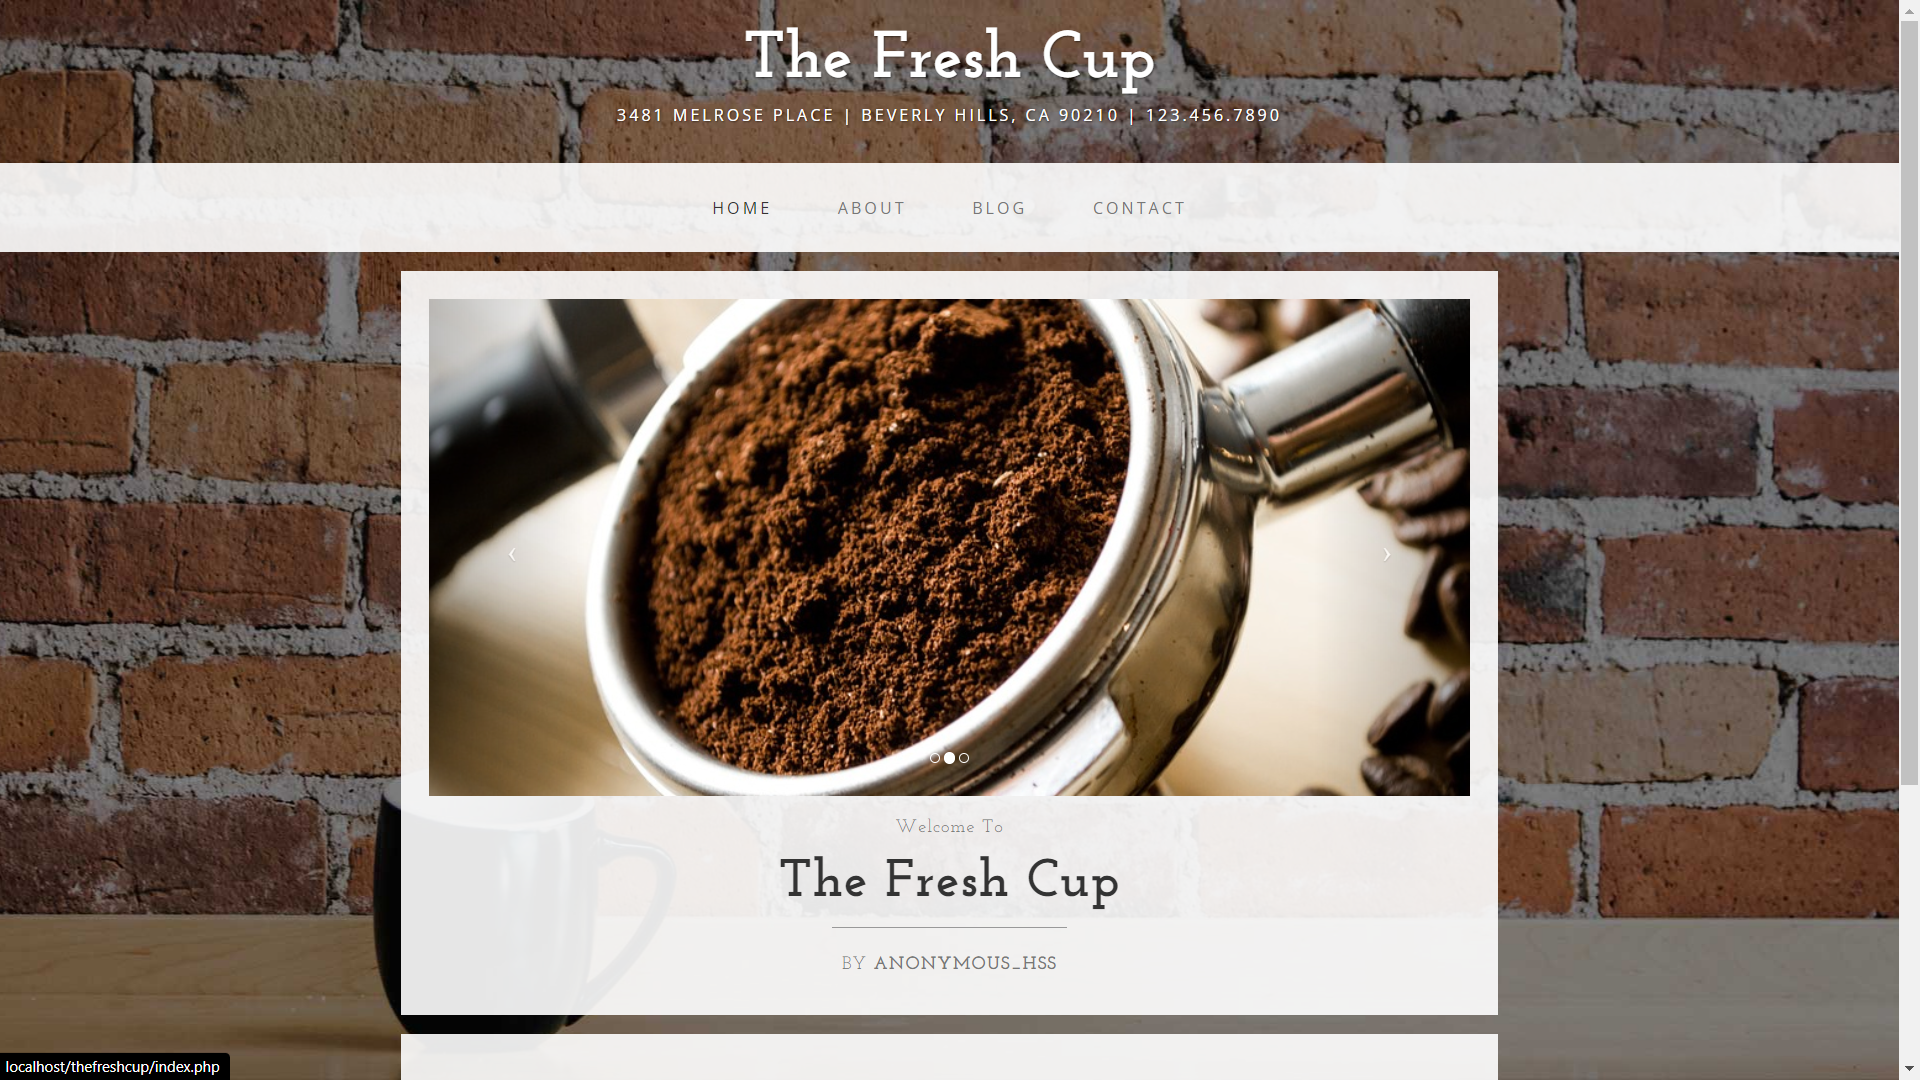 The Fresh Cup
3481 MELROSE PLACE | BEVERLY HILLS, CA 90210 | 123.456.7890
HOME ABOUT BLOG CONTACT
‹ ›
Welcome To
The Fresh Cup
BY ANONYMOUS_HSS
localhost/thefreshcup/index.php